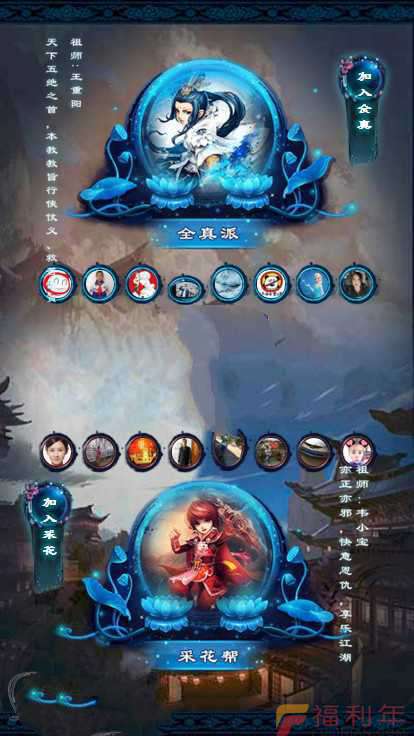 祖师:王重阳
天下五绝之首,本教教旨行侠仗义、救
加入全真
全真派
加入采花
祖师:韦小宝
亦正亦邪,快意恩仇,享乐江湖
采花帮
福利年